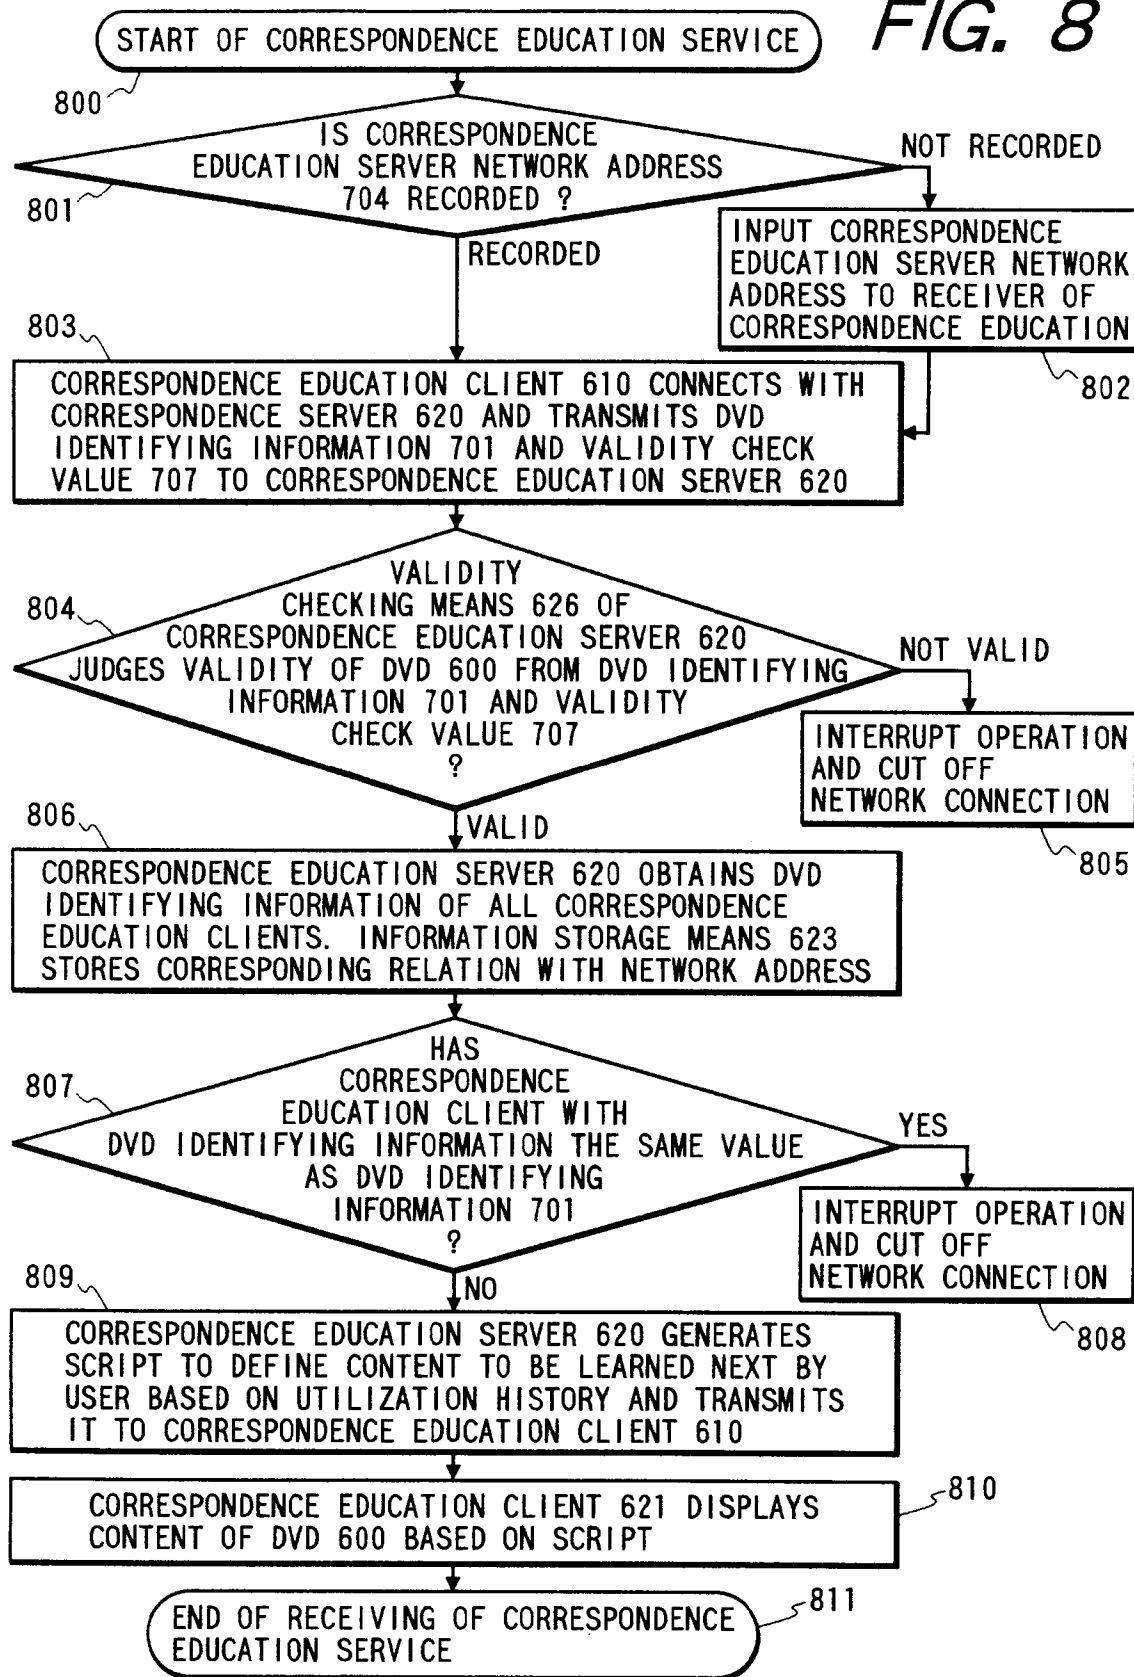 FIG. 8
START OF CORRESPONDENCE EDUCATION SERVICE
800
IS CORRESPONDENCE
EDUCATION SERVER NETWORK ADDRESS
704 RECORDED ?
801
NOT RECORDED
RECORDED
INPUT CORRESPONDENCE
EDUCATION SERVER NETWORK
ADDRESS TO RECEIVER OF
CORRESPONDENCE EDUCATION
802
803
CORRESPONDENCE EDUCATION CLIENT 610 CONNECTS WITH
CORRESPONDENCE SERVER 620 AND TRANSMITS DVD
IDENTIFYING INFORMATION 701 AND VALIDITY CHECK
VALUE 707 TO CORRESPONDENCE EDUCATION SERVER 620
804
VALIDITY
CHECKING MEANS 626 OF
CORRESPONDENCE EDUCATION SERVER 620
JUDGES VALIDITY OF DVD 600 FROM DVD IDENTIFYING
INFORMATION 701 AND VALIDITY
CHECK VALUE 707
?
NOT VALID
INTERRUPT OPERATION
AND CUT OFF
NETWORK CONNECTION
805
VALID
806
CORRESPONDENCE EDUCATION SERVER 620 OBTAINS DVD
IDENTIFYING INFORMATION OF ALL CORRESPONDENCE
EDUCATION CLIENTS. INFORMATION STORAGE MEANS 623
STORES CORRESPONDING RELATION WITH NETWORK ADDRESS
807
HAS
CORRESPONDENCE
EDUCATION CLIENT WITH
DVD IDENTIFYING INFORMATION THE SAME VALUE
AS DVD IDENTIFYING
INFORMATION 701
?
YES
INTERRUPT OPERATION
AND CUT OFF
NETWORK CONNECTION
808
NO
809
CORRESPONDENCE EDUCATION SERVER 620 GENERATES
SCRIPT TO DEFINE CONTENT TO BE LEARNED NEXT BY
USER BASED ON UTILIZATION HISTORY AND TRANSMITS
IT TO CORRESPONDENCE EDUCATION CLIENT 610
CORRESPONDENCE EDUCATION CLIENT 621 DISPLAYS
CONTENT OF DVD 600 BASED ON SCRIPT
810
END OF RECEIVING OF CORRESPONDENCE
EDUCATION SERVICE
811